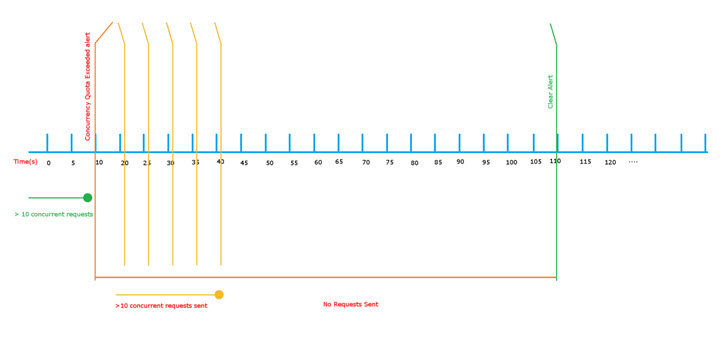 Concurrency Quota Exceeded alert
Clear Alert
Time(s) 0 5 10 20 25 30 35 40 45 50 55 60 65 70 75 80 85 90 95 100 105 110 115 120 ....
> 10 concurrent requests
>10 concurrent requests sent
No Requests Sent